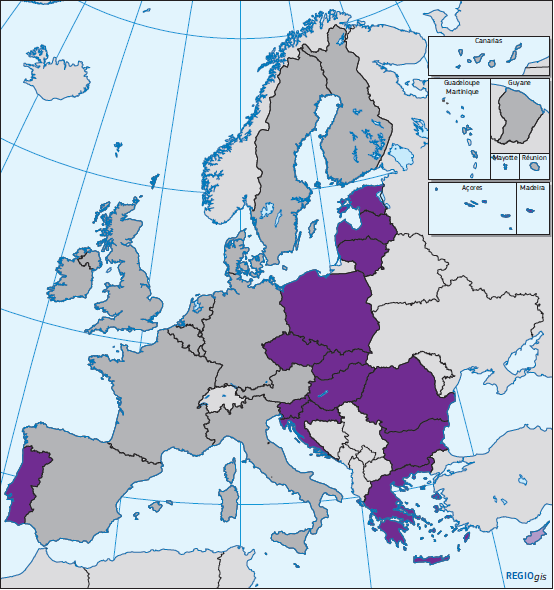 Canarias
Guadeloupe
Martinique
Guyane
Mayotte
Réunion
Açores
Madeira
REGIOgis